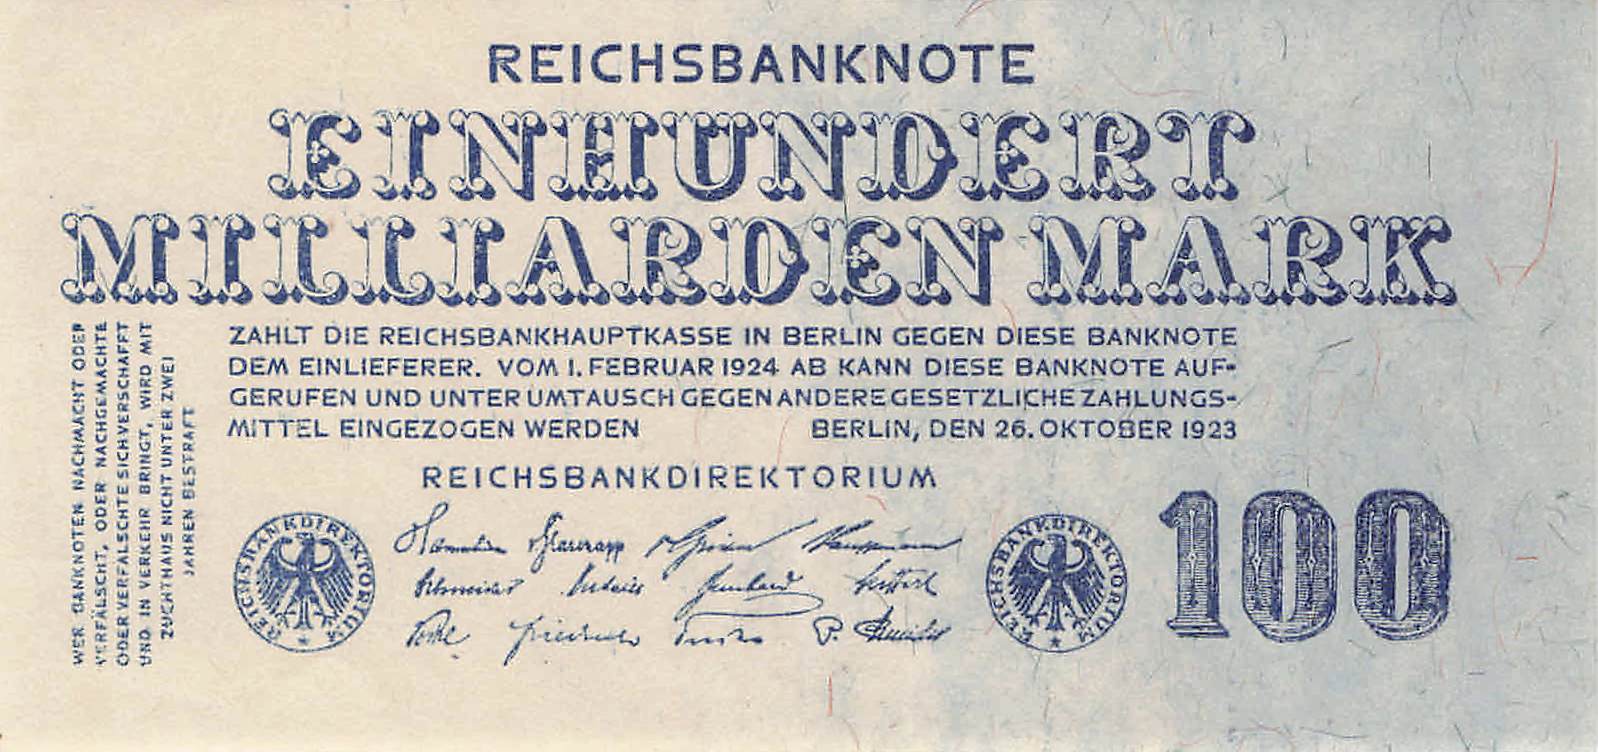 REICHSBANKNOTE
EINHUNDERT
MILLIARDEN MARK
ZAHLT DIE REICHSBANKHAUPTKASSE IN BERLIN GEGEN DIESE BANKNOTE
DEM EINLIEFERER. VOM 1. FEBRUAR 1924 AB KANN DIESE BANKNOTE AUF-
GERUFEN UND UNTER UMTAUSCH GEGEN ANDERE GESETZLICHE ZAHLUNGS-
MITTEL EINGEZOGEN WERDEN BERLIN, DEN 26. OKTOBER 1923
REICHSBANKDIREKTORIUM
WER BANKNOTEN NACHMACHT ODER
VERFÄLSCHT, ODER NACHGEMACHTE
ODER VERFÄLSCHTE SICH VERSCHAFFT
UND IN VERKEHR BRINGT, WIRD MIT
ZUCHTHAUS NICHT UNTER ZWEI
JAHREN BESTRAFT
REICHSBANKDIREKTORIUM
REICHSBANKDIREKTORIUM
100